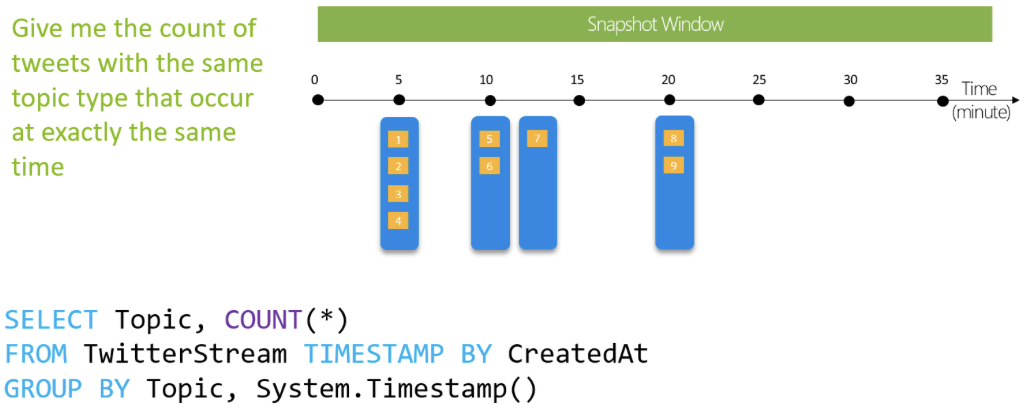 Give me the count of
tweets with the same
topic type that occur
at exactly the same
time
Snapshot Window
0 5 10 15 20 25 30 35
Time
(minute)
1 5 7 8
2 6 9
3
4
SELECT Topic, COUNT(*)
FROM TwitterStream TIMESTAMP BY CreatedAt
GROUP BY Topic, System.Timestamp()